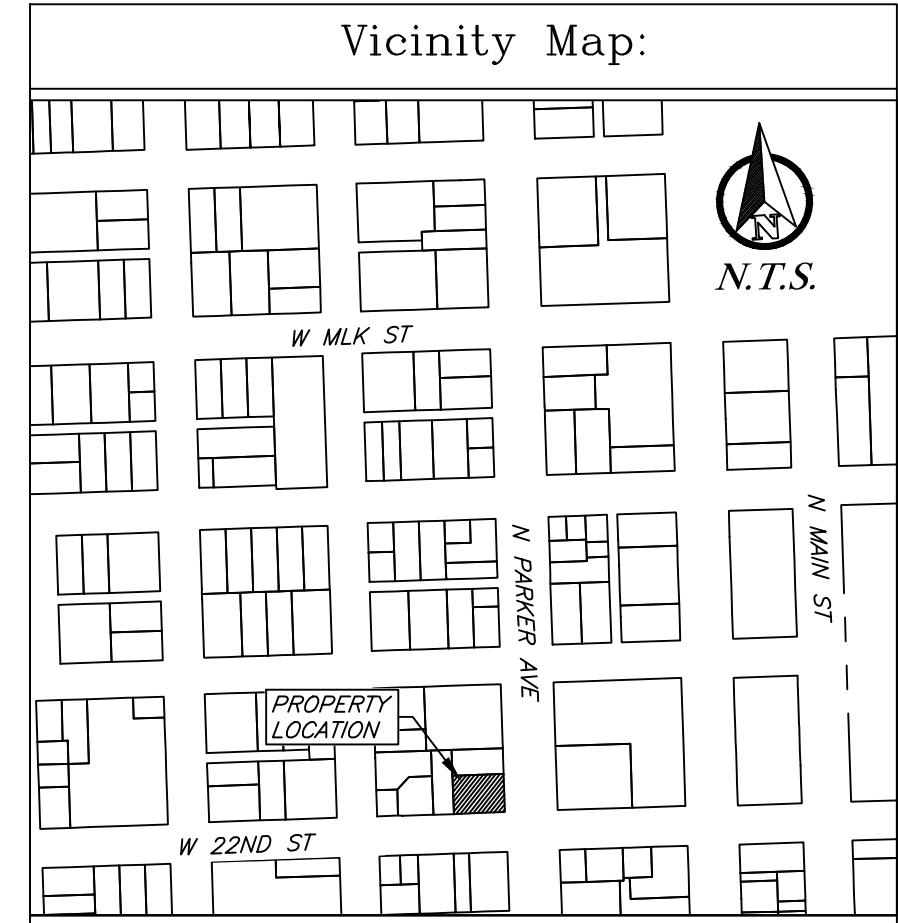 Vicinity Map:
N
N.T.S.
W MLK ST
N PARKER AVE
N MAIN ST
PROPERTY
LOCATION
W 22ND ST